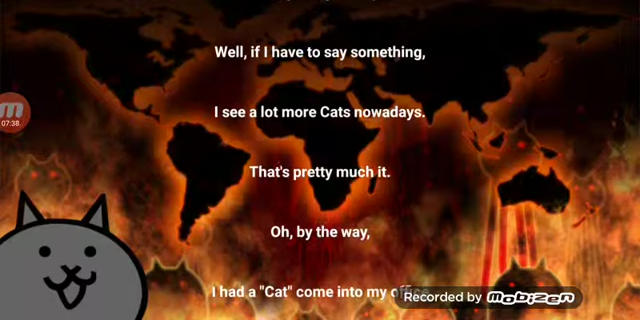 Well, if I have to say something,
I see a lot more Cats nowadays.
07:38
That's pretty much it.
Oh, by the way,
I had a "Cat" come into my office
Recorded by Mobizen